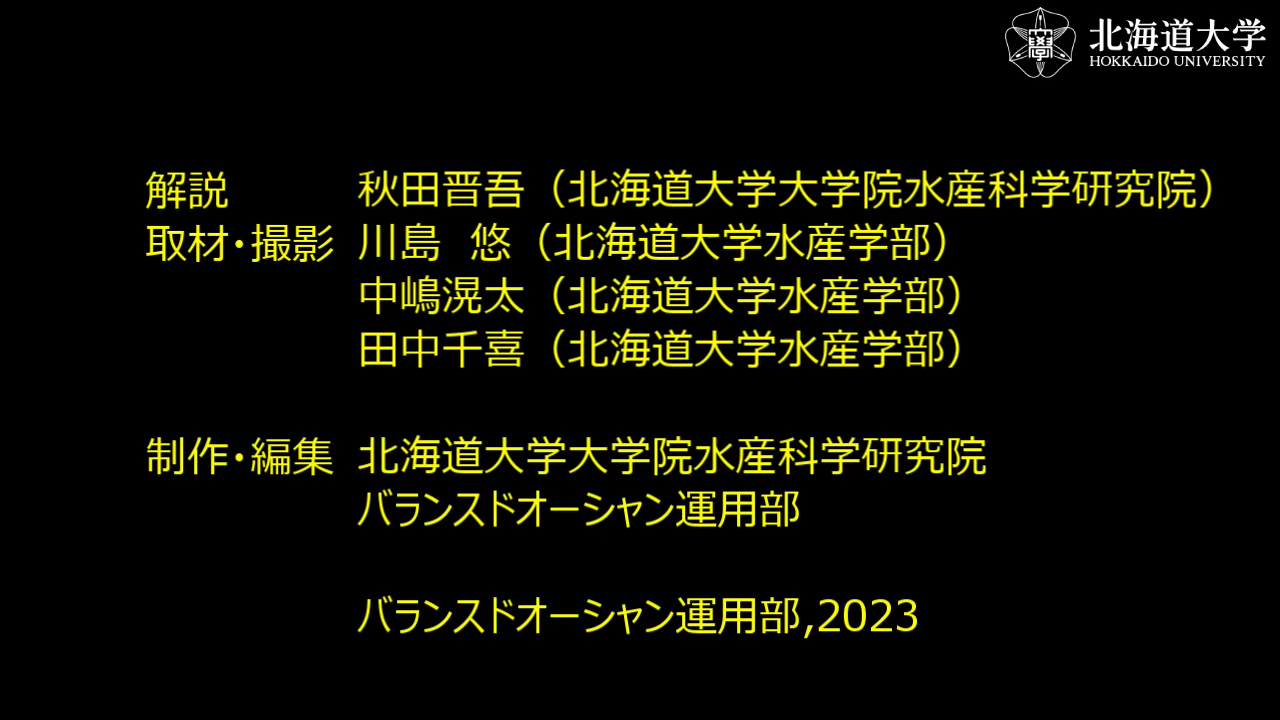 北海道大学
HOKKAIDO UNIVERSITY
解説 秋田晋吾（北海道大学大学院水産科学研究院）
取材・撮影 川島 悠（北海道大学水産学部）
中嶋滉太（北海道大学水産学部）
田中千喜（北海道大学水産学部）
制作・編集 北海道大学大学院水産科学研究院
バランスドオーシャン運用部
バランスドオーシャン運用部,2023